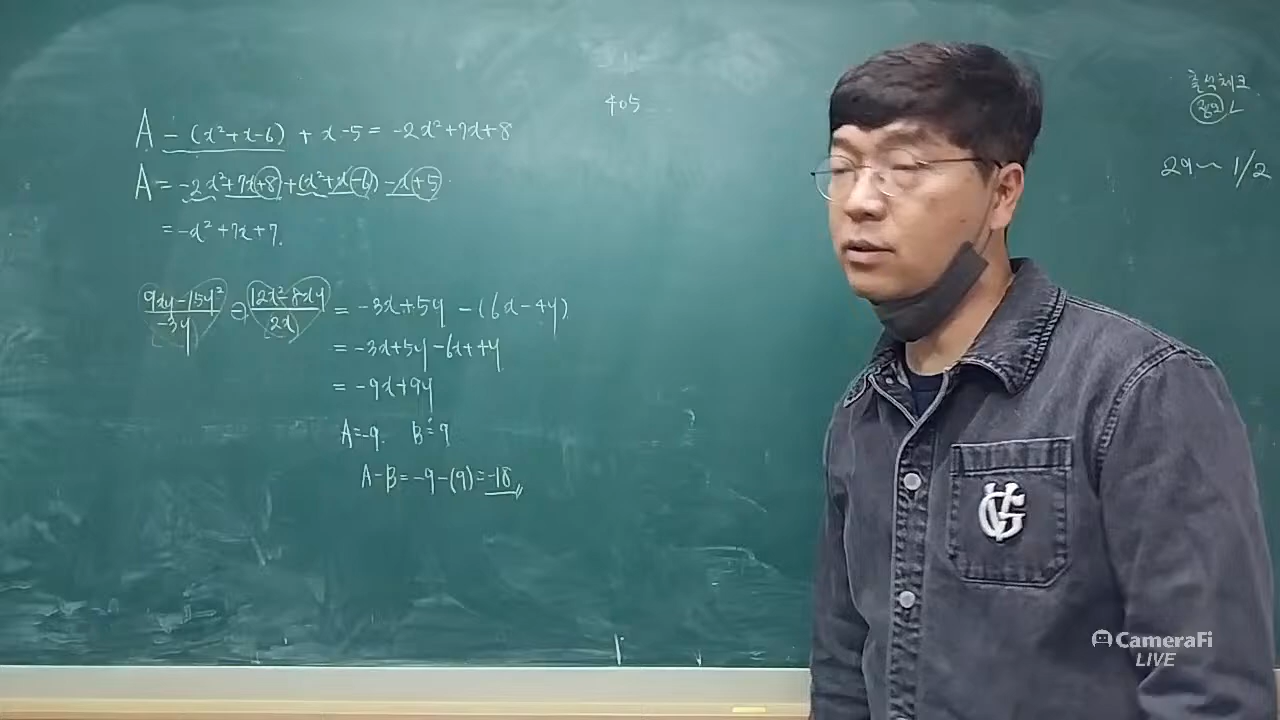 405
A - (x²+x-6) + x-5 = -2x²+7x+8
A = -2x²+7x+8+(x²+x-6)-x+5
= -x²+7x+7.
9xy-15y²/-3y - 12x²-8xy/2x = -3x+5y-(6x-4y)
= -3x+5y-6x+4y
= -9x+9y
A=-9. B=9
A-B=-9-(9)=-18
출석체크
29~ 1/2
VG
CameraFi
LIVE